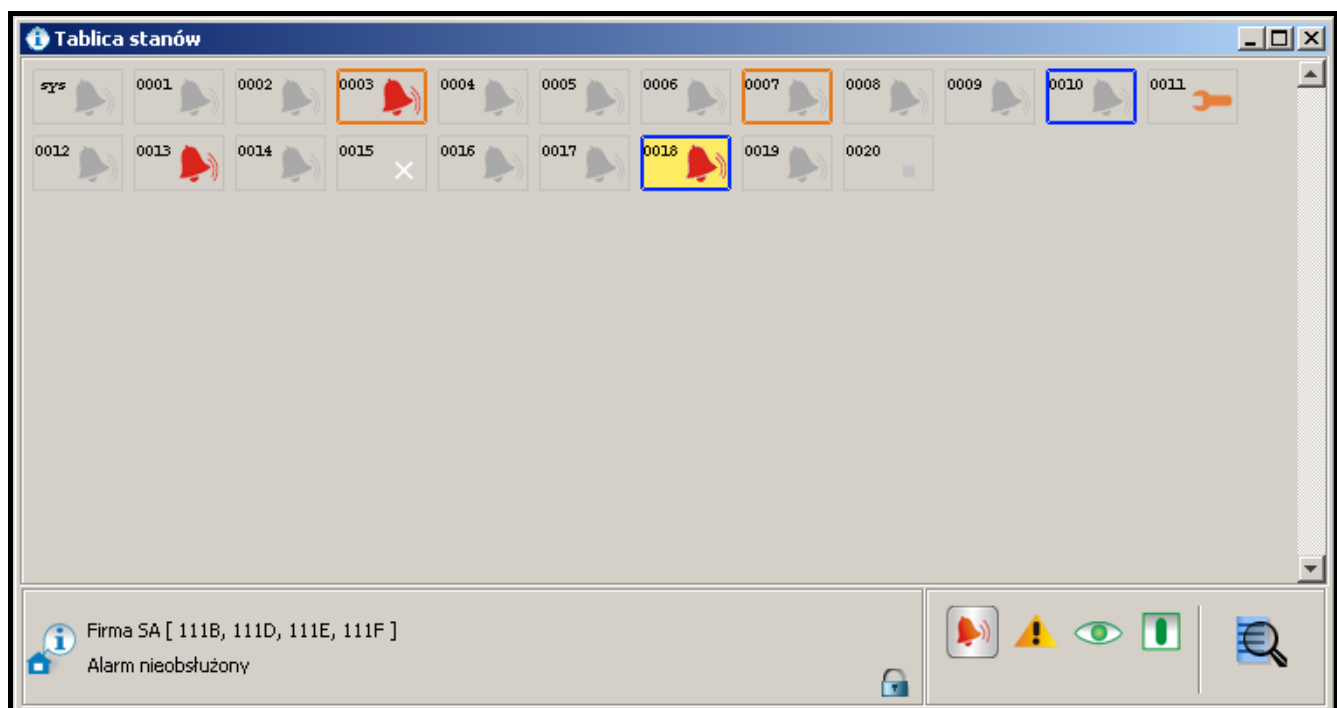 Tablica stanów
sys 0001 0002 0003 0004 0005 0006 0007 0008 0009 0010 0011
0012 0013 0014 0015 0016 0017 0018 0019 0020
Firma SA [ 111B, 111D, 111E, 111F ]
Alarm nieobsłużony